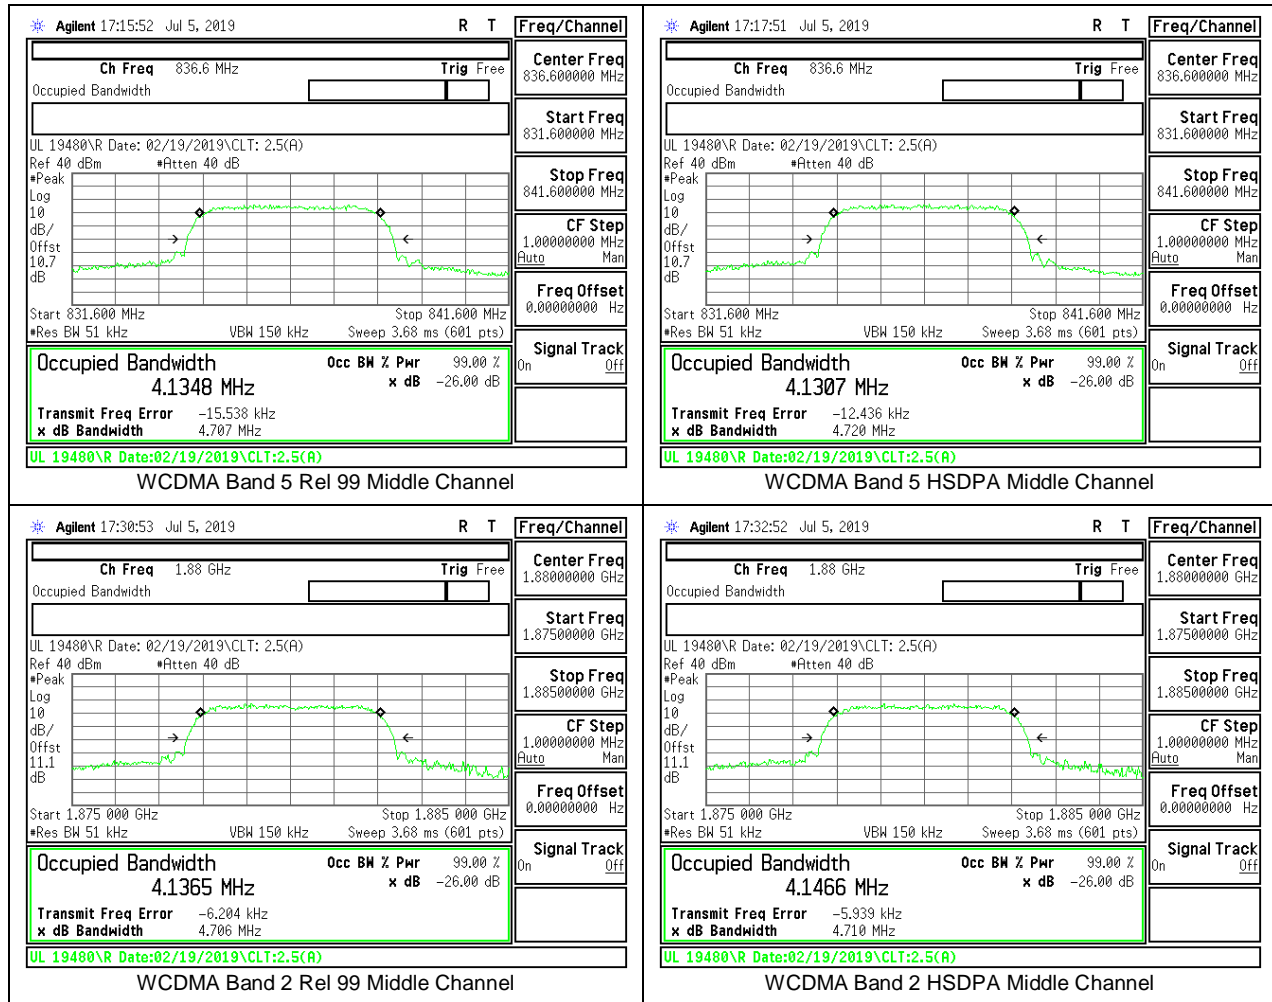 Agilent 17:15:52 Jul 5, 2019 R T Freq/Channel
Ch Freq 836.6 MHz Trig Free
Occupied Bandwidth
Center Freq
836.600000 MHz
Start Freq
831.600000 MHz
UL 19480\R Date: 02/19/2019\CLT: 2.5(A)
Ref 40 dBm #Atten 40 dB
#Peak
Log
10
dB/
Offst
10.7
dB
Stop Freq
841.600000 MHz
CF Step
1.00000000 MHz
Auto Man
Freq Offset
0.00000000 Hz
Start 831.600 MHz Stop 841.600 MHz
#Res BW 51 kHz VBW 150 kHz Sweep 3.68 ms (601 pts)
Signal Track
On Off
Occupied Bandwidth Occ BW % Pwr 99.00 %
4.1348 MHz x dB -26.00 dB
Transmit Freq Error -15.538 kHz
x dB Bandwidth 4.707 MHz
UL 19480\R Date:02/19/2019\CLT:2.5(A)
WCDMA Band 5 Rel 99 Middle Channel
Agilent 17:17:51 Jul 5, 2019 R T Freq/Channel
Ch Freq 836.6 MHz Trig Free
Occupied Bandwidth
Center Freq
836.600000 MHz
Start Freq
831.600000 MHz
UL 19480\R Date: 02/19/2019\CLT: 2.5(A)
Ref 40 dBm #Atten 40 dB
#Peak
Log
10
dB/
Offst
10.7
dB
Stop Freq
841.600000 MHz
CF Step
1.00000000 MHz
Auto Man
Freq Offset
0.00000000 Hz
Start 831.600 MHz Stop 841.600 MHz
#Res BW 51 kHz VBW 150 kHz Sweep 3.68 ms (601 pts)
Signal Track
On Off
Occupied Bandwidth Occ BW % Pwr 99.00 %
4.1307 MHz x dB -26.00 dB
Transmit Freq Error -12.436 kHz
x dB Bandwidth 4.720 MHz
UL 19480\R Date:02/19/2019\CLT:2.5(A)
WCDMA Band 5 HSDPA Middle Channel
Agilent 17:30:53 Jul 5, 2019 R T Freq/Channel
Ch Freq 1.88 GHz Trig Free
Occupied Bandwidth
Center Freq
1.88000000 GHz
Start Freq
1.87500000 GHz
UL 19480\R Date: 02/19/2019\CLT: 2.5(A)
Ref 40 dBm #Atten 40 dB
#Peak
Log
10
dB/
Offst
11.1
dB
Stop Freq
1.88500000 GHz
CF Step
1.00000000 MHz
Auto Man
Freq Offset
0.00000000 Hz
Start 1.875 000 GHz Stop 1.885 000 GHz
#Res BW 51 kHz VBW 150 kHz Sweep 3.68 ms (601 pts)
Signal Track
On Off
Occupied Bandwidth Occ BW % Pwr 99.00 %
4.1365 MHz x dB -26.00 dB
Transmit Freq Error -6.204 kHz
x dB Bandwidth 4.706 MHz
UL 19480\R Date:02/19/2019\CLT:2.5(A)
WCDMA Band 2 Rel 99 Middle Channel
Agilent 17:32:52 Jul 5, 2019 R T Freq/Channel
Ch Freq 1.88 GHz Trig Free
Occupied Bandwidth
Center Freq
1.88000000 GHz
Start Freq
1.87500000 GHz
UL 19480\R Date: 02/19/2019\CLT: 2.5(A)
Ref 40 dBm #Atten 40 dB
#Peak
Log
10
dB/
Offst
11.1
dB
Stop Freq
1.88500000 GHz
CF Step
1.00000000 MHz
Auto Man
Freq Offset
0.00000000 Hz
Start 1.875 000 GHz Stop 1.885 000 GHz
#Res BW 51 kHz VBW 150 kHz Sweep 3.68 ms (601 pts)
Signal Track
On Off
Occupied Bandwidth Occ BW % Pwr 99.00 %
4.1466 MHz x dB -26.00 dB
Transmit Freq Error -5.939 kHz
x dB Bandwidth 4.710 MHz
UL 19480\R Date:02/19/2019\CLT:2.5(A)
WCDMA Band 2 HSDPA Middle Channel